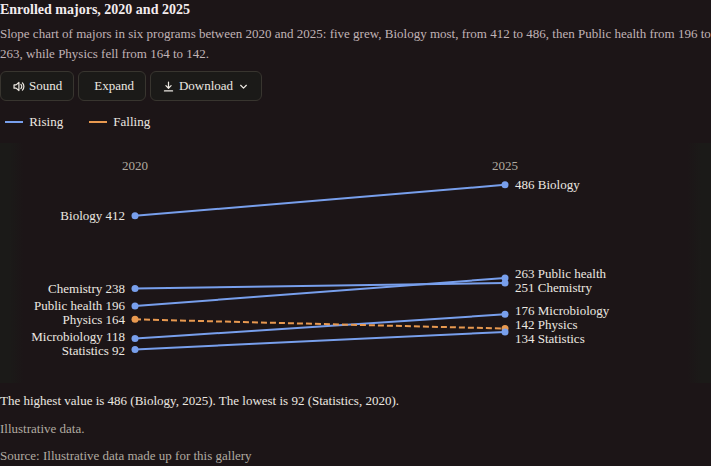 Enrolled majors, 2020 and 2025
Slope chart of majors in six programs between 2020 and 2025: five grew, Biology most, from 412 to 486, then Public health from 196 to
263, while Physics fell from 164 to 142.
Sound Expand Download
Rising Falling
2020 2025
486 Biology
Biology 412
263 Public health
Chemistry 238 251 Chemistry
Public health 196
176 Microbiology
Physics 164
142 Physics
Microbiology 118 134 Statistics
Statistics 92
The highest value is 486 (Biology, 2025). The lowest is 92 (Statistics, 2020).
Illustrative data.
Source: Illustrative data made up for this gallery